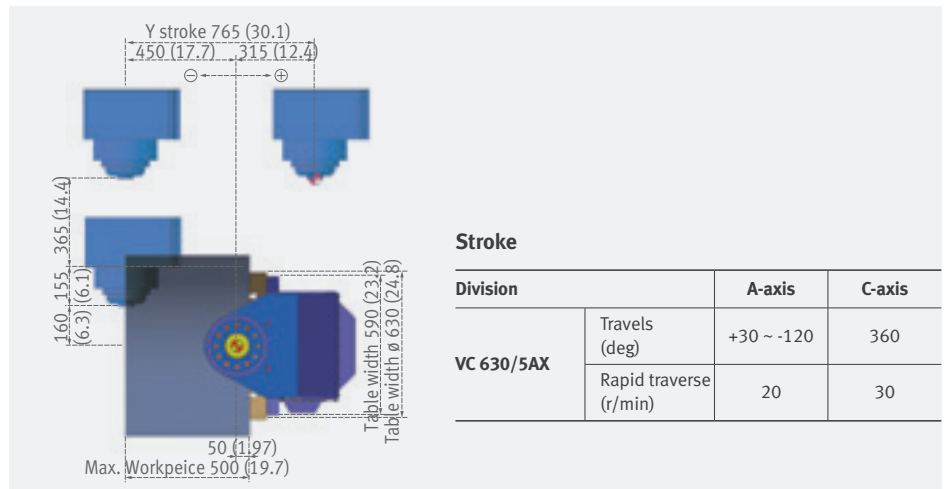 Y stroke 765 (30.1)
450 (17.7) 315 (12.4)
⊖ ⊕
365 (14.4)
155 (6.1)
160 (6.3)
Table width 590 (23.2)
Table width ø 630 (24.8)
50 (1.97)
Max. Workpeice 500 (19.7)
Stroke
Division A-axis C-axis
VC 630/5AX
Travels
(deg)
+30 ~ -120 360
Rapid traverse
(r/min)
20 30